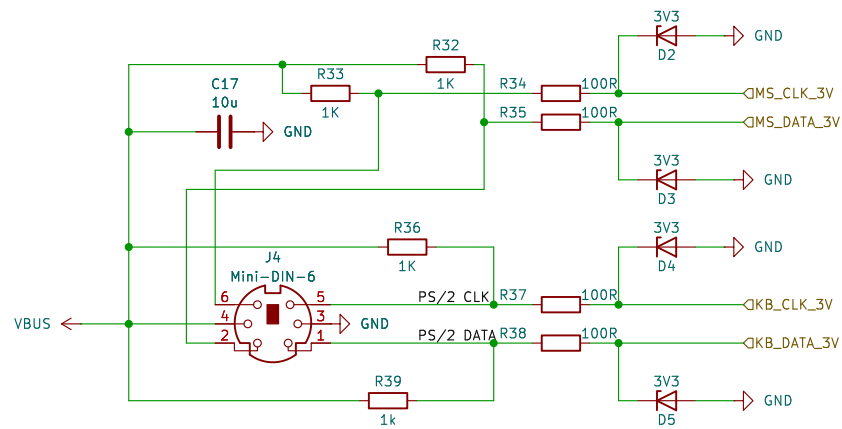 3V3
GND
D2
R32
1K
R33
1K
R34
100R
MS_CLK_3V
C17
10u
GND
R35
100R
MS_DATA_3V
3V3
GND
D3
R36
1K
3V3
GND
D4
J4
Mini-DIN-6
6
5
PS/2 CLK
R37
100R
KB_CLK_3V
VBUS
4
3
GND
2
1
PS/2 DATA
R38
100R
KB_DATA_3V
R39
1k
3V3
GND
D5